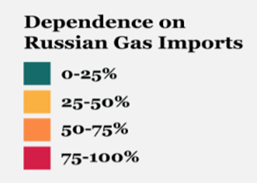 Dependence on
Russian Gas Imports
0-25%
25-50%
50-75%
75-100%